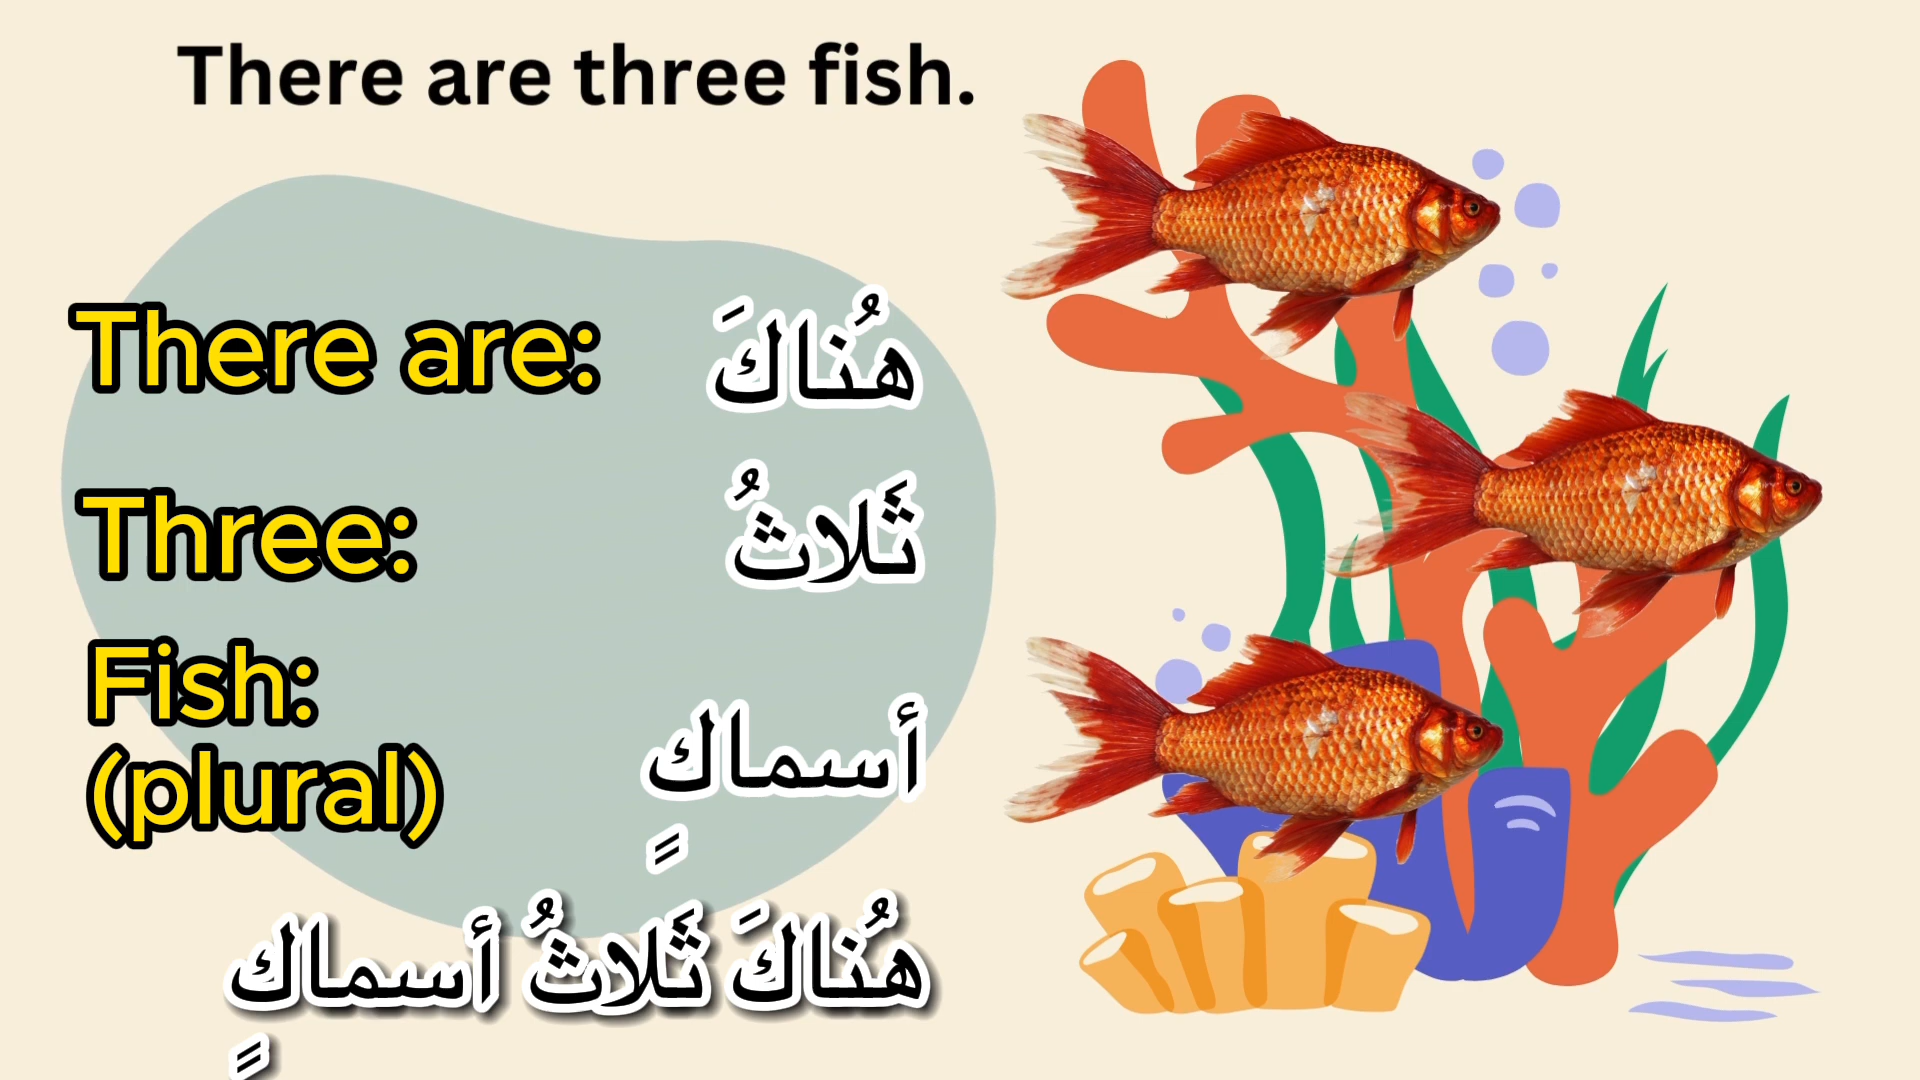 There are three fish.
There are: هُناكَ
Three: ثَلاثُ
Fish:
(plural) أسماكٍ
هُناكَ ثَلاثُ أسماكٍ